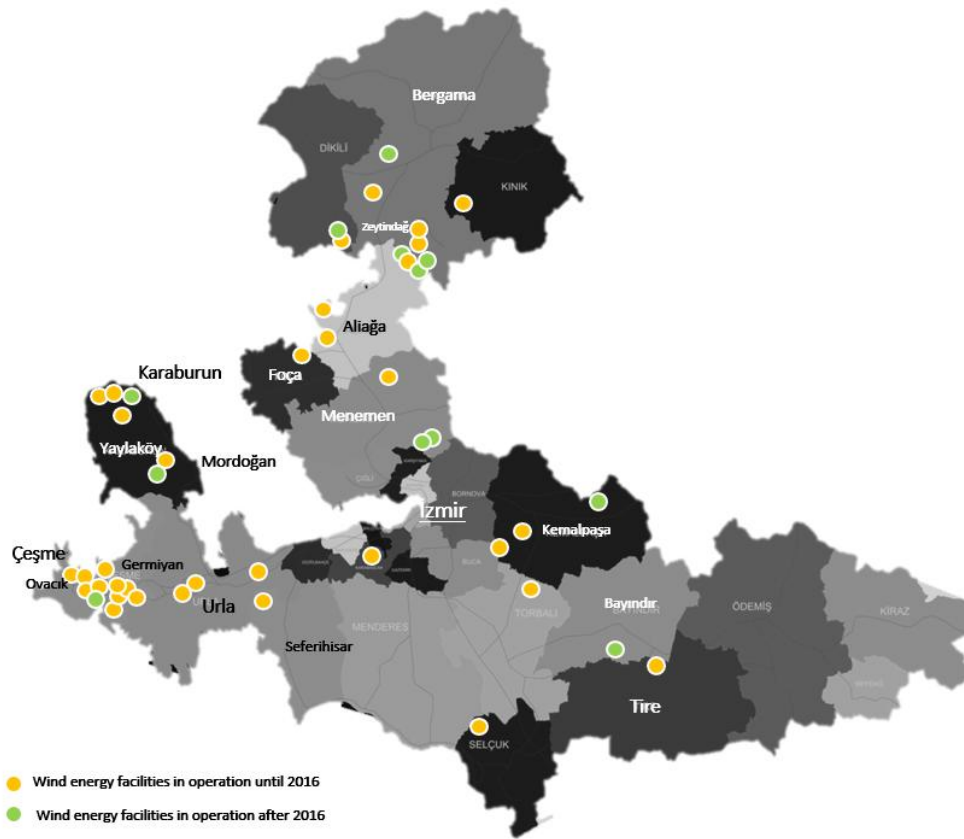 Bergama
DİKİLİ
KINIK
Zeytindağ
Aliağa
Karaburun
Foça
Menemen
Yaylaköy
Mordoğan
ÇİĞLİ
BORNOVA
İzmir
Kemalpaşa
Çeşme
Germiyan
Ovacık
BUCA
Urla
Bayındır
TORBALI
ÖDEMİŞ
KİRAZ
MENDERES
Seferihisar
Tire
SELÇUK
Wind energy facilities in operation until 2016
Wind energy facilities in operation after 2016